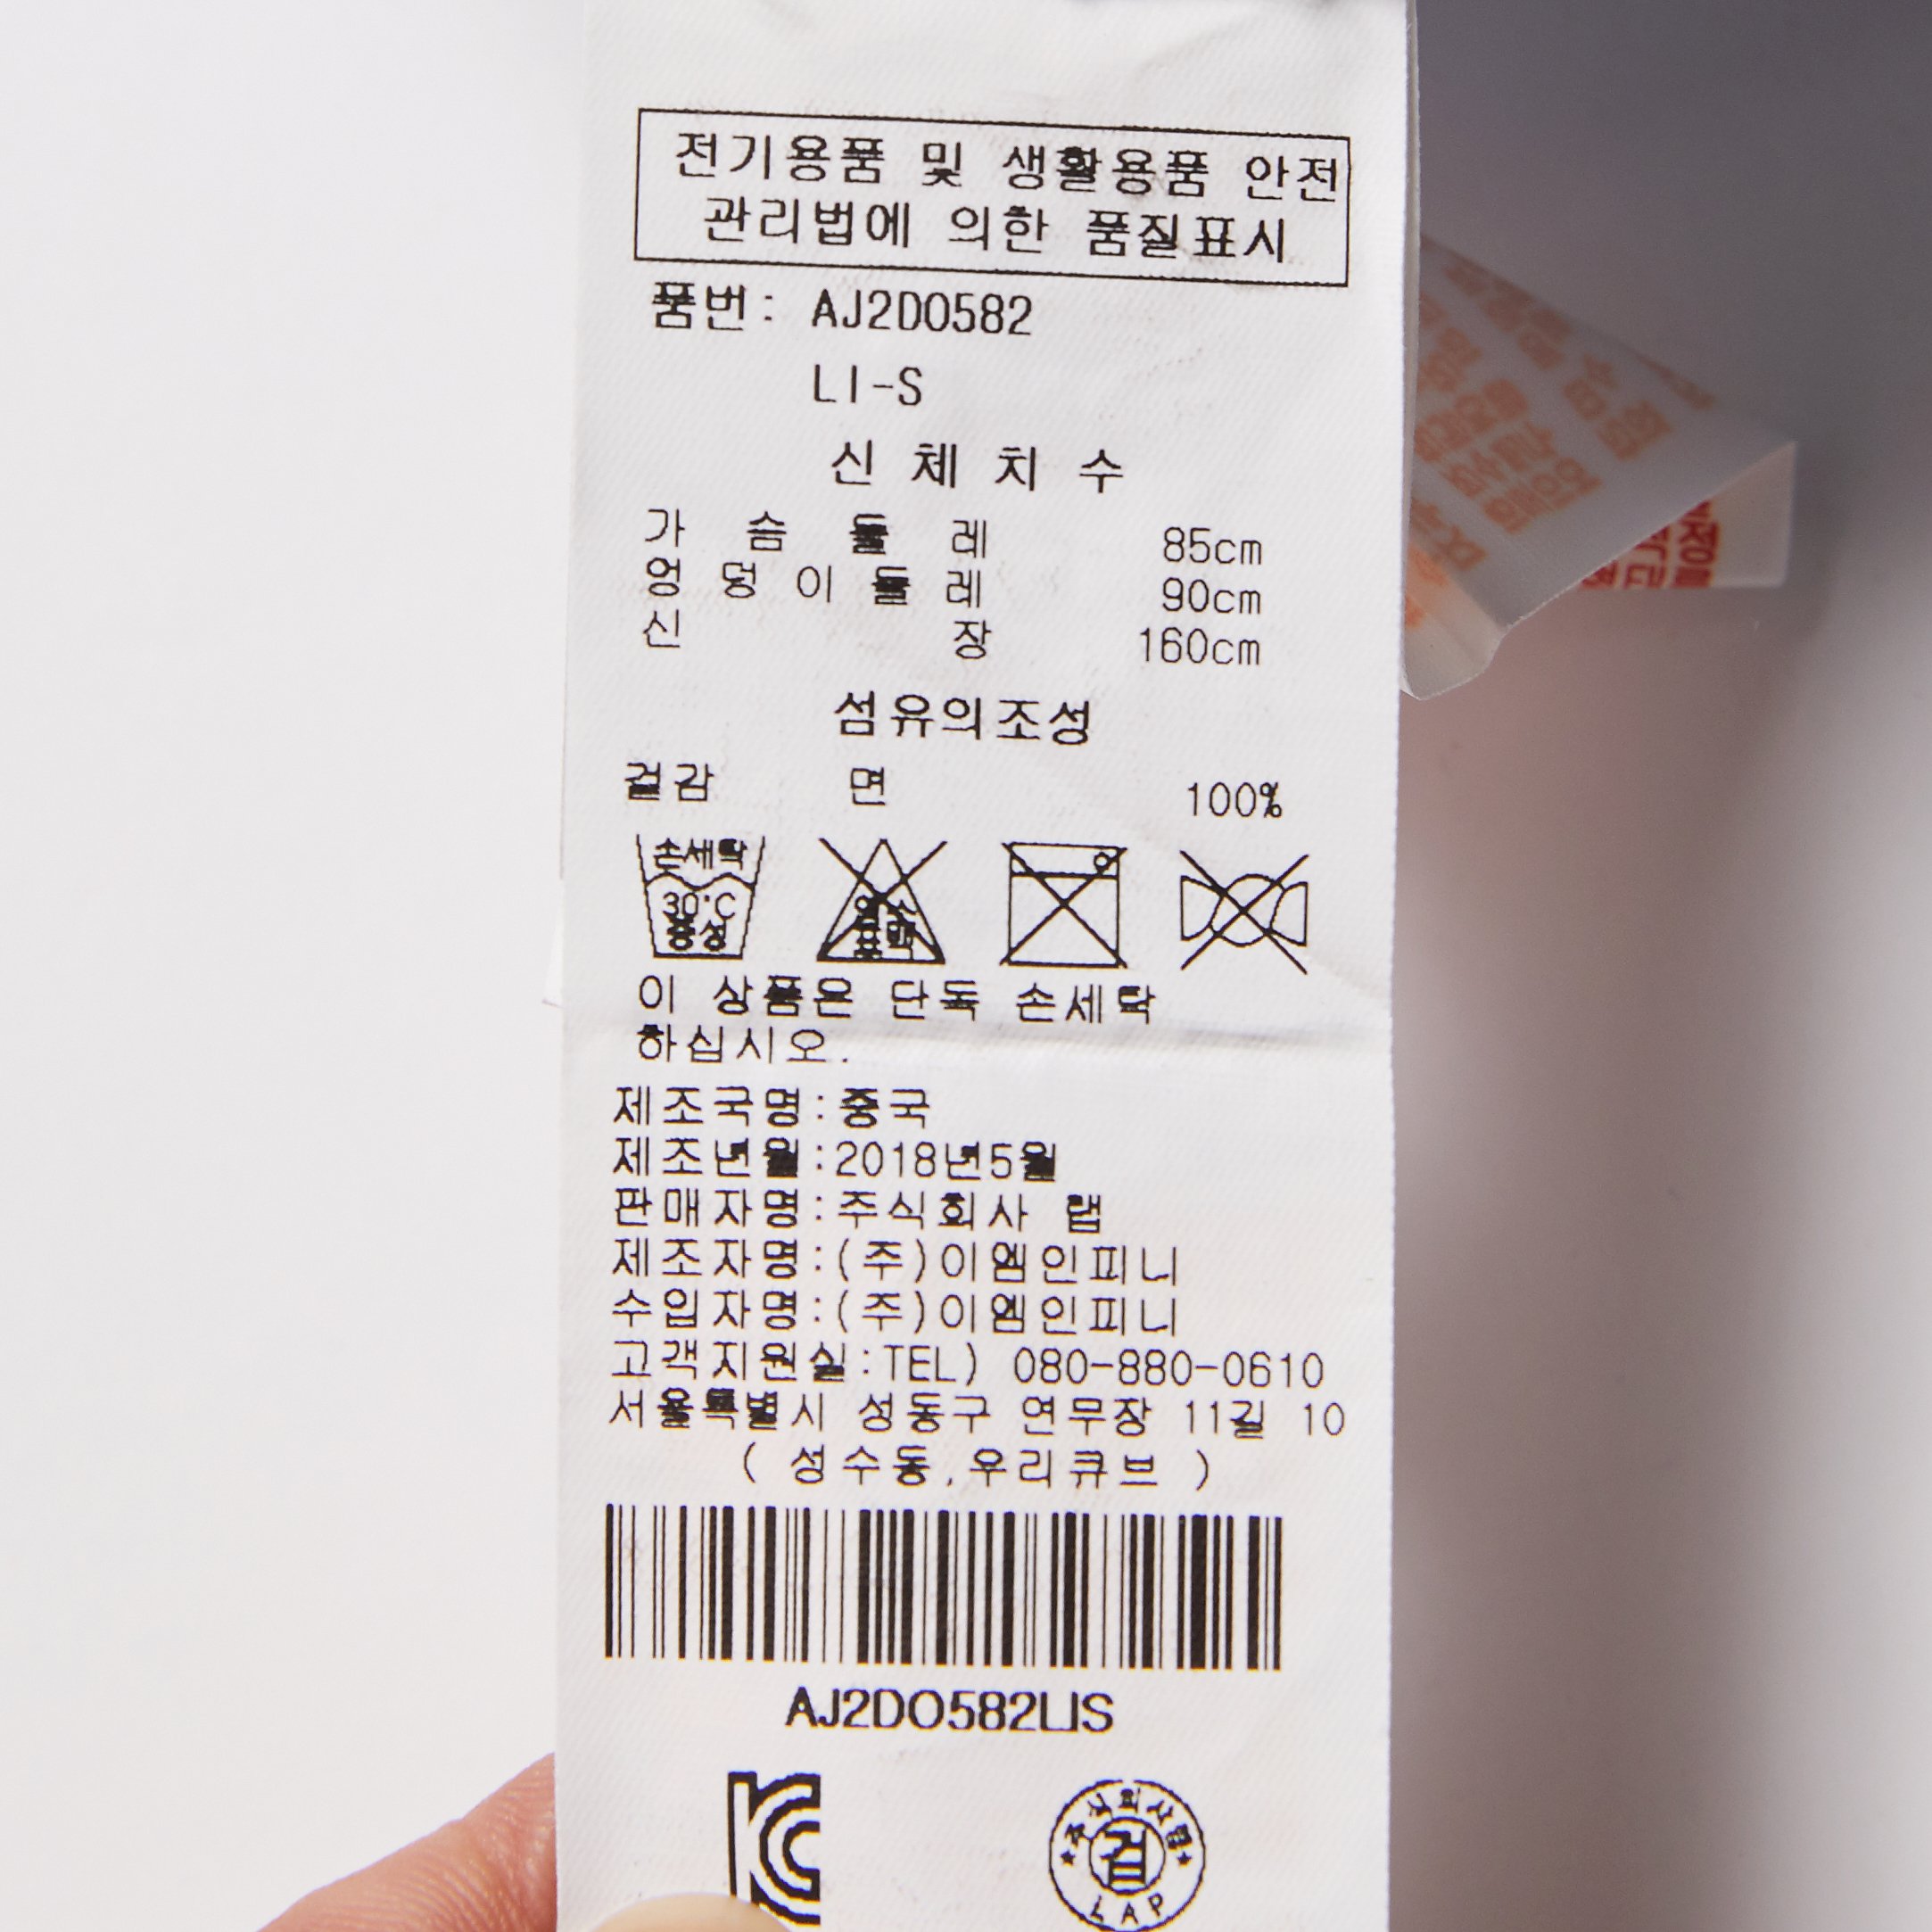 전기용품 및 생활용품 안전
관리법에 의한 품질표시
품번: AJ2DO582
LI-S
신 체 치 수
가 슴 둘 레 85cm
엉 덩 이 둘 레 90cm
신 장 160cm
섬유의조성
겉감 면 100%
손세탁
30°C
중성
염소
표백
이 상품은 단독 손세탁
하십시오.
제조국명:중국
제조년월:2018년5월
판매자명:주식회사 랩
제조자명:(주)이엠인피니
수입자명:(주)이엠인피니
고객지원실:TEL) 080-880-0610
서울특별시 성동구 연무장 11길 10
( 성수동,우리큐브 )
AJ2DO582LIS
주식회사랩
검
LAP